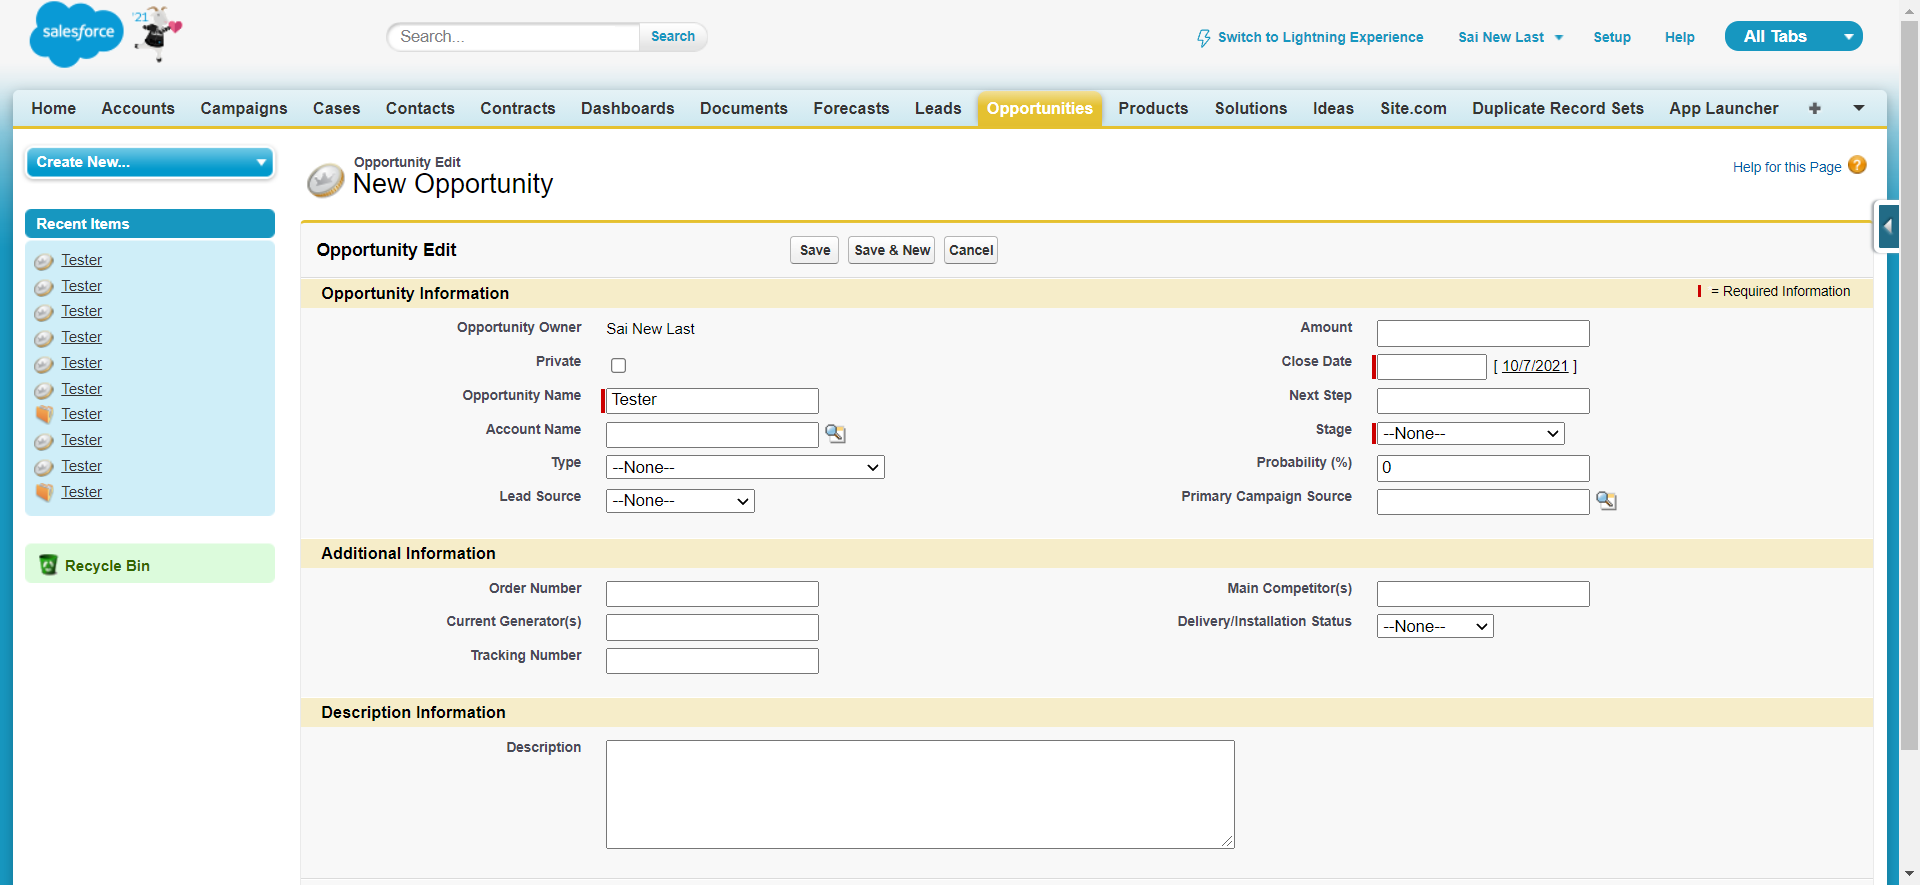 salesforce '21 Search... Search Switch to Lightning Experience Sai New Last Setup Help All Tabs
Home Accounts Campaigns Cases Contacts Contracts Dashboards Documents Forecasts Leads Opportunities Products Solutions Ideas Site.com Duplicate Record Sets App Launcher +
Create New...
Recent Items
Tester
Tester
Tester
Tester
Tester
Tester
Tester
Tester
Tester
Tester
Recycle Bin
Opportunity Edit
New Opportunity
Help for this Page ?
Opportunity Edit Save Save & New Cancel
Opportunity Information = Required Information
Opportunity Owner Sai New Last Amount
Private Close Date [ 10/7/2021 ]
Opportunity Name Tester Next Step
Account Name Stage --None--
Type --None-- Probability (%) 0
Lead Source --None-- Primary Campaign Source
Additional Information
Order Number Main Competitor(s)
Current Generator(s) Delivery/Installation Status --None--
Tracking Number
Description Information
Description